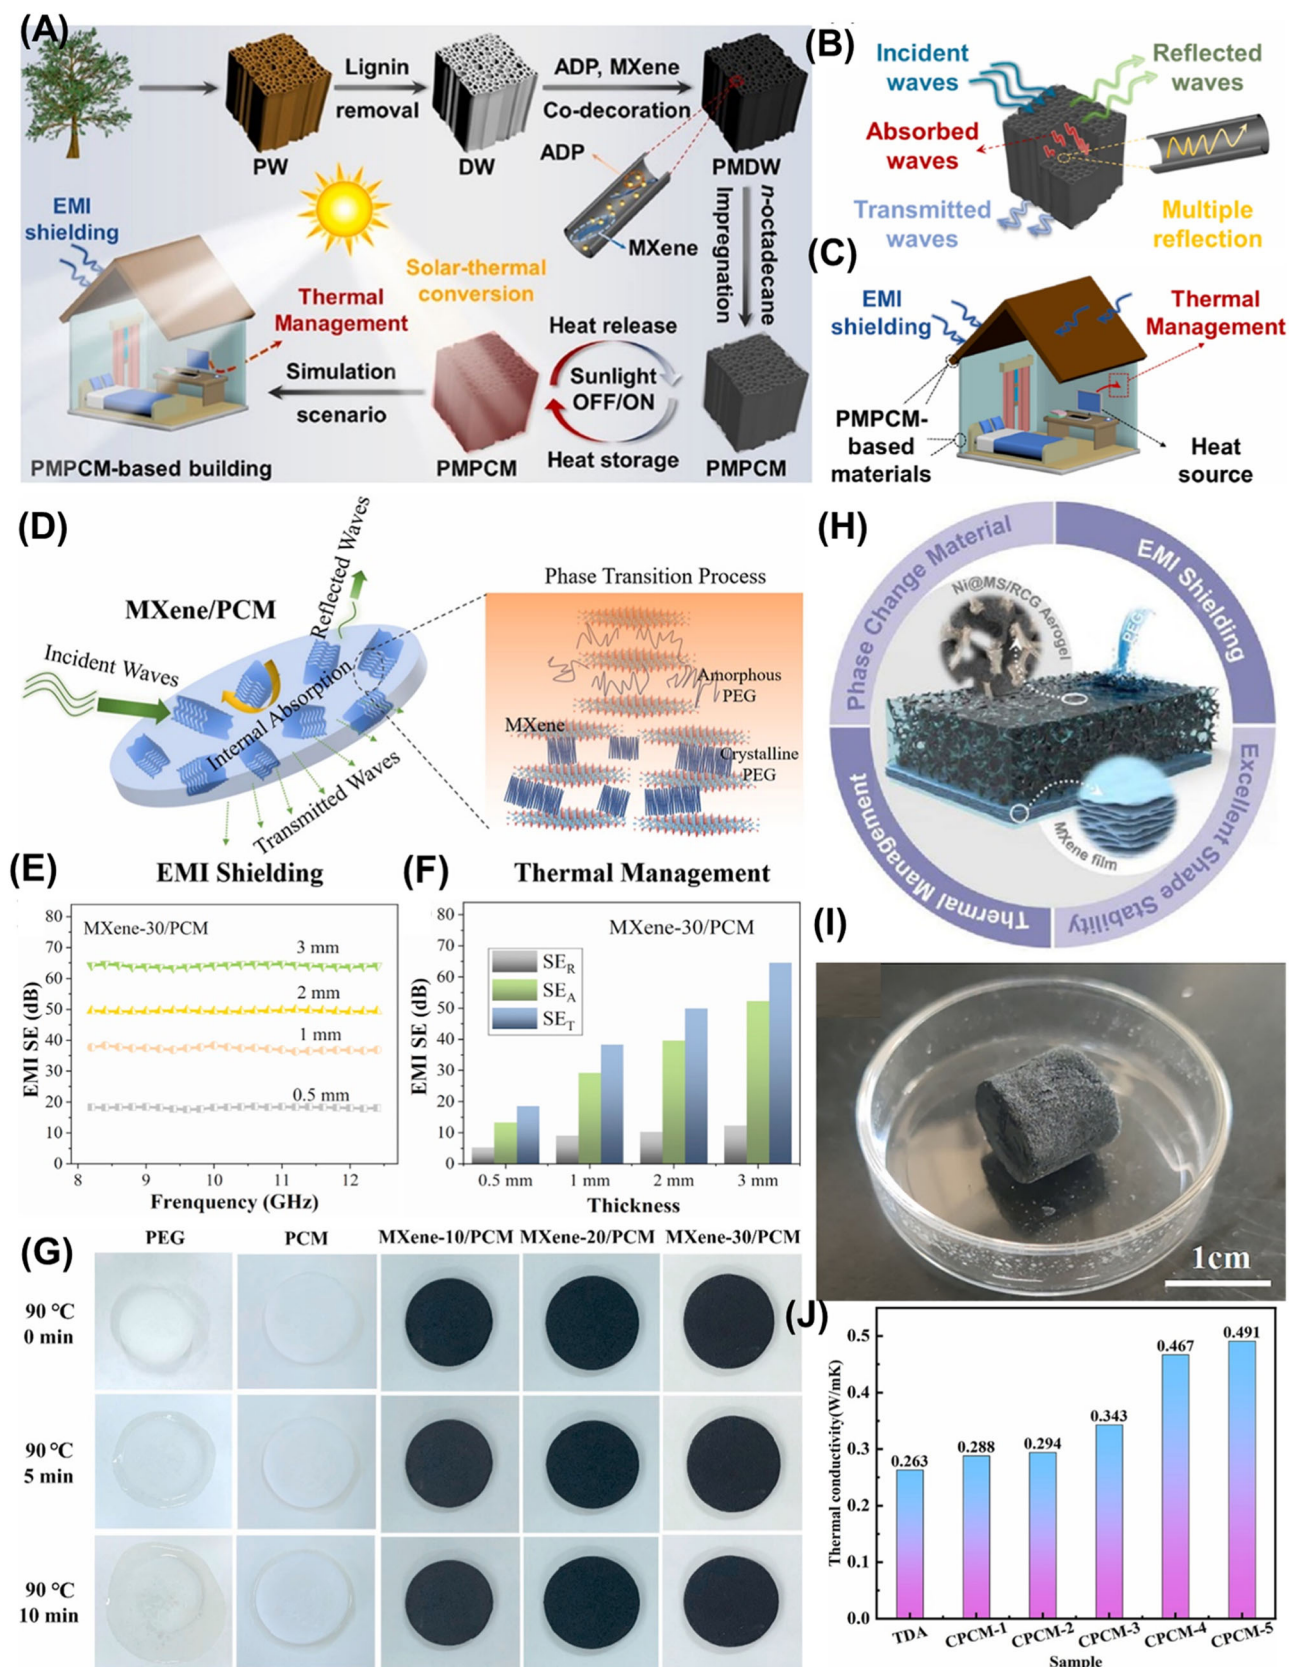 (A)
PW
Lignin
removal
DW
ADP, MXene
Co-decoration
PMDW
ADP
MXene
n-octadecane
Impregnation
EMI
shielding
Solar-thermal
conversion
Thermal
Management
Heat release
Sunlight
OFF/ON
Heat storage
Simulation
scenario
PMPCM-based building
PMPCM
PMPCM
(B)
Incident
waves
Reflected
waves
Absorbed
waves
Transmitted
waves
Multiple
reflection
(C)
EMI
shielding
Thermal
Management
PMPCM-
based
materials
Heat
source
(D)
MXene/PCM
Incident Waves
Reflected Waves
Internal Absorption
Transmitted Waves
Phase Transition Process
Amorphous
PEG
MXene
Crystalline
PEG
EMI Shielding
Thermal Management
(E)
MXene-30/PCM
3 mm
2 mm
1 mm
0.5 mm
EMI SE (dB)
80
70
60
50
40
30
20
10
0
8 9 10 11 12
Frenquency (GHz)
(F)
MXene-30/PCM
SER
SEA
SET
EMI SE (dB)
80
70
60
50
40
30
20
10
0
0.5 mm 1 mm 2 mm 3 mm
Thickness
(G)
PEG PCM MXene-10/PCM MXene-20/PCM MXene-30/PCM
90 °C
0 min
90 °C
5 min
90 °C
10 min
(H)
Phase Change Material
EMI Shielding
Excellent Shape Stability
Thermal Management
Ni@MS/RCG Aerogel
PEG
MXene film
(I)
1cm
(J)
Thermal conductivity(W/mK)
0.5
0.4
0.3
0.2
0.1
0.0
0.263
0.288
0.294
0.343
0.467
0.491
TDA CPCM-1 CPCM-2 CPCM-3 CPCM-4 CPCM-5
Sample